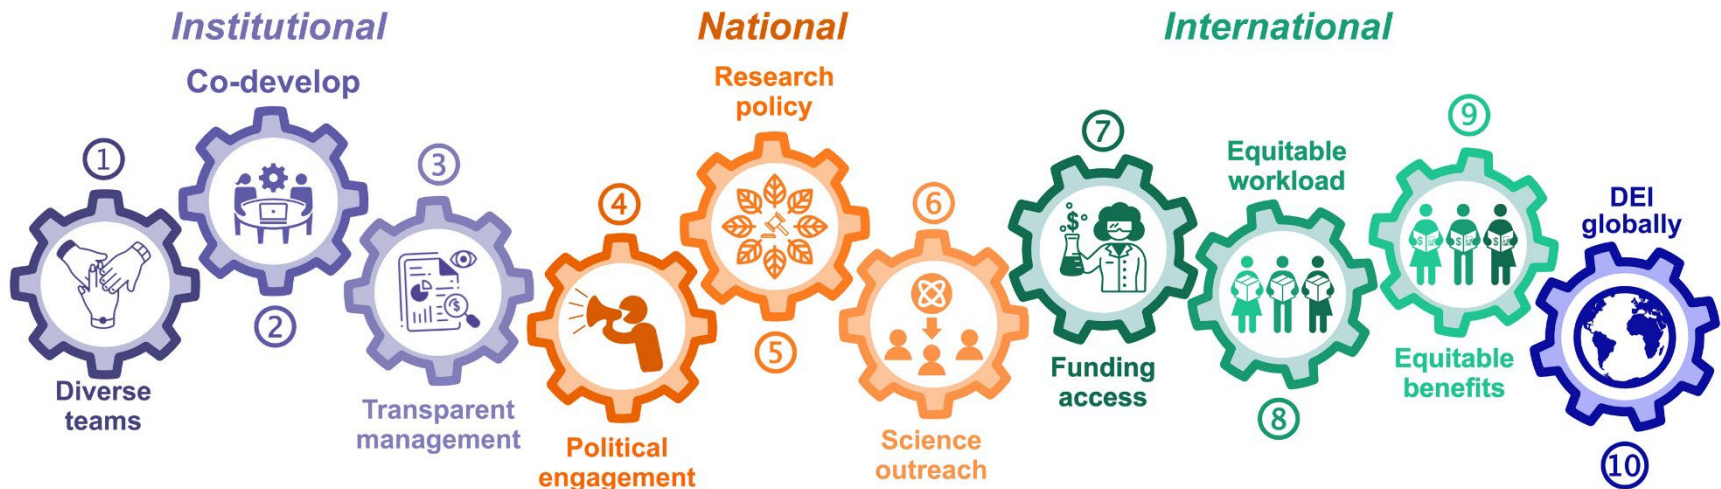 Institutional
National
International
1
Diverse
teams
Co-develop
2
3
Transparent
management
4
Political
engagement
Research
policy
5
6
Science
outreach
7
Funding
access
Equitable
workload
8
9
Equitable
benefits
DEI
globally
10
$
$
$
$
$